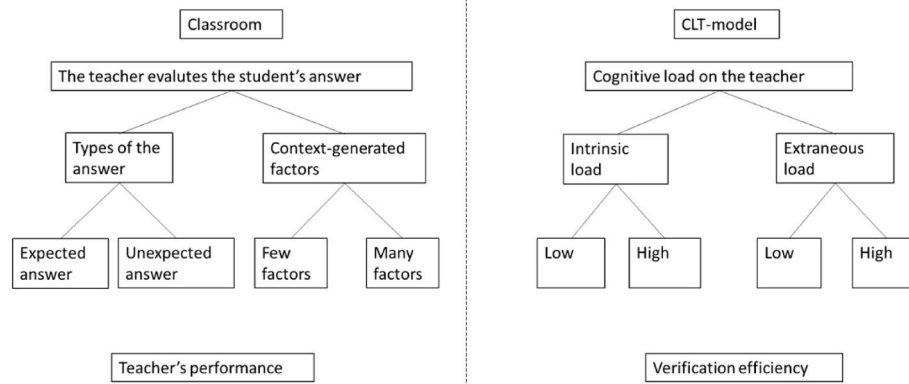 Classroom
CLT-model
The teacher evalutes the student's answer
Cognitive load on the teacher
Types of the
answer
Context-generated
factors
Intrinsic
load
Extraneous
load
Expected
answer
Unexpected
answer
Few
factors
Many
factors
Low
High
Low
High
Teacher's performance
Verification efficiency